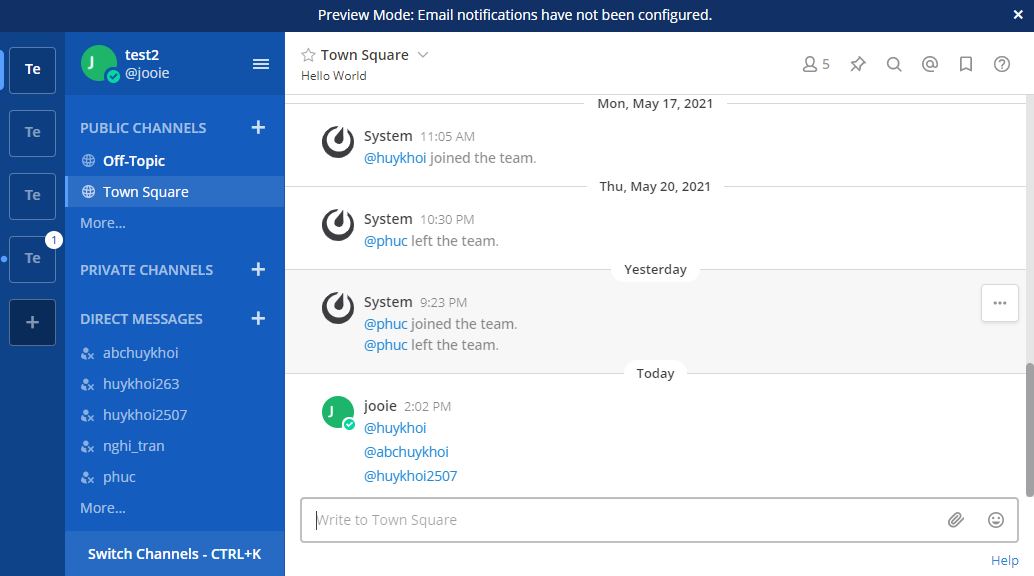 Preview Mode: Email notifications have not been configured.
Te
Te
Te
1
Te
J
test2
@jooie
PUBLIC CHANNELS
Off-Topic
Town Square
More...
PRIVATE CHANNELS
DIRECT MESSAGES
abchuykhoi
huykhoi263
huykhoi2507
nghi_tran
phuc
More...
Switch Channels - CTRL+K
Town Square
Hello World
5
Mon, May 17, 2021
System 11:05 AM
@huykhoi joined the team.
Thu, May 20, 2021
System 10:30 PM
@phuc left the team.
Yesterday
System 9:23 PM
@phuc joined the team.
@phuc left the team.
Today
J
jooie 2:02 PM
@huykhoi
@abchuykhoi
@huykhoi2507
Write to Town Square
Help